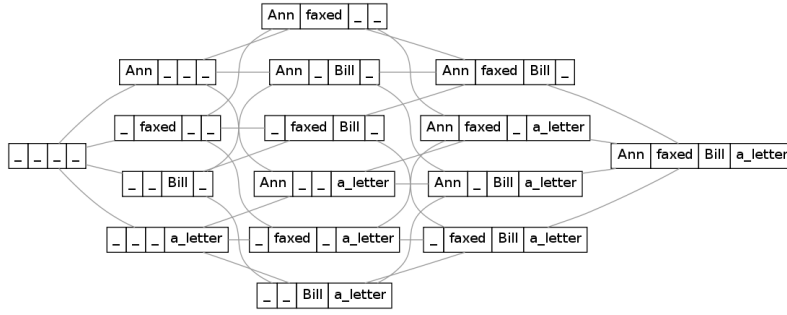 Ann faxed _ _
Ann _ _ _
Ann _ Bill _
Ann faxed Bill _
_ faxed _ _
_ faxed Bill _
Ann faxed _ a_letter
_ _ _ _
Ann faxed Bill a_letter
_ _ Bill _
Ann _ _ a_letter
Ann _ Bill a_letter
_ _ _ a_letter
_ faxed _ a_letter
_ faxed Bill a_letter
_ _ Bill a_letter